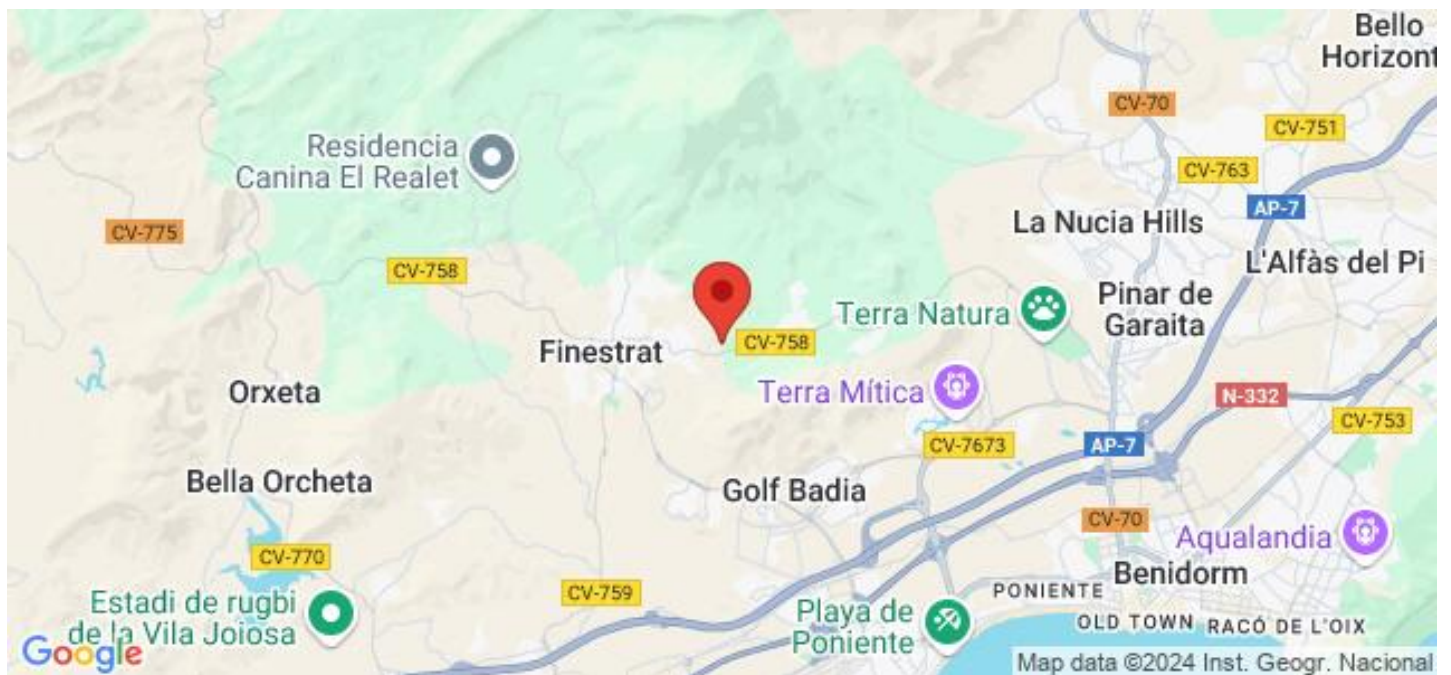 Bello
Horizont
CV-70
CV-751
Residencia
Canina El Realet
CV-763
AP-7
La Nucia Hills
CV-775
CV-758
L'Alfàs del Pi
Pinar de
Garaita
Terra Natura
CV-758
Finestrat
Orxeta
Terra Mítica
N-332
CV-753
CV-7673
AP-7
Bella Orcheta
Golf Badia
CV-70
Aqualandia
CV-770
Benidorm
CV-759
PONIENTE
Estadi de rugbi
de la Vila Joiosa
Playa de
Poniente
OLD TOWN
RACÓ DE L'OIX
Google
Map data ©2024 Inst. Geogr. Nacional